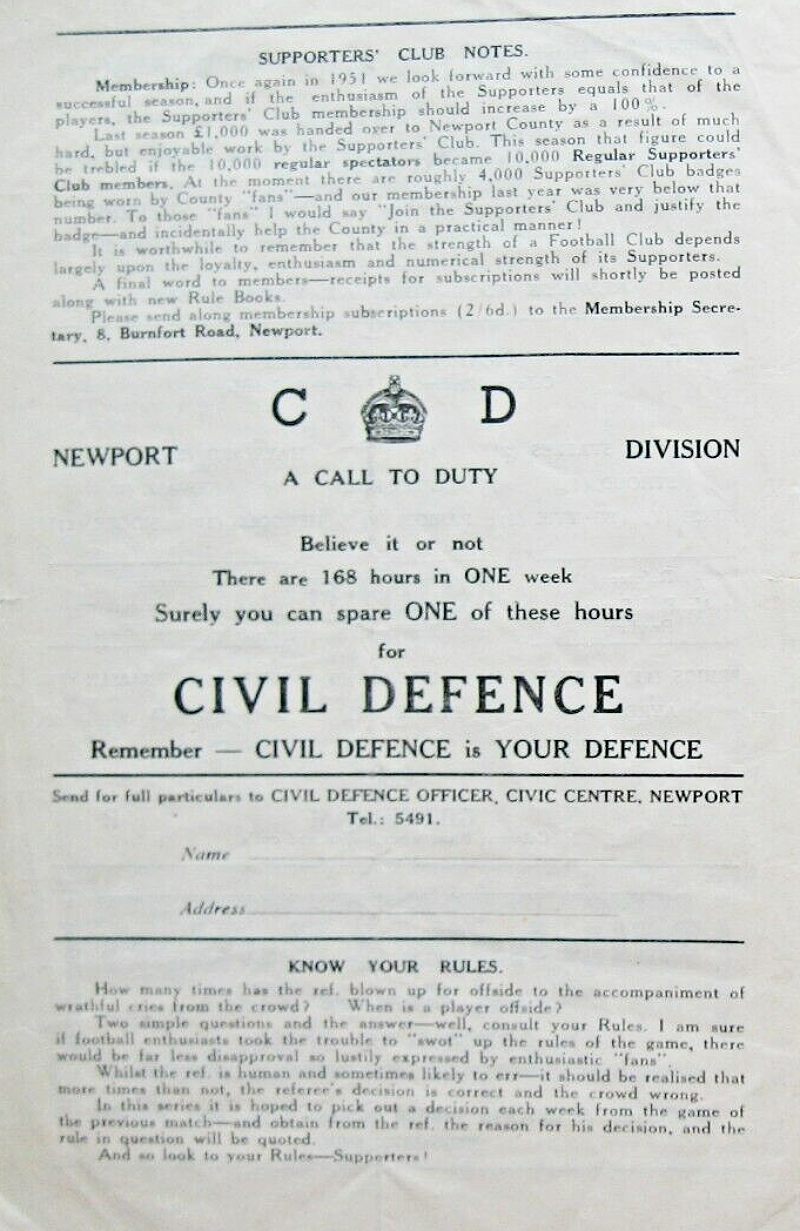 SUPPORTERS' CLUB NOTES.
Membership: Once again in 1951 we look forward with some confidence to a
successful season, and if the enthusiasm of the Supporters equals that of the
players, the Supporters' Club membership should increase by a 100%.
Last season £1,000 was handed over to Newport County as a result of much
hard, but enjoyable work by the Supporters' Club. This season that figure could
be trebled if the 10,000 regular spectators became 10,000 Regular Supporters'
Club members. At the moment there are roughly 4,000 Supporters' Club badges
being worn by County "fans"—and our membership last year was very below that
number. To those "fans" I would say "Join the Supporters' Club and justify the
badge—and incidentally help the County in a practical manner!
It is worthwhile to remember that the strength of a Football Club depends
largely upon the loyalty, enthusiasm and numerical strength of its Supporters.
A final word to members—receipts for subscriptions will shortly be posted
along with new Rule Books.
Please send along membership subscriptions (2/6d.) to the Membership Secre-
tary, 8, Burnfort Road, Newport.
C D
NEWPORT DIVISION
A CALL TO DUTY
Believe it or not
There are 168 hours in ONE week
Surely you can spare ONE of these hours
for
CIVIL DEFENCE
Remember — CIVIL DEFENCE is YOUR DEFENCE
Send for full particulars to CIVIL DEFENCE OFFICER, CIVIC CENTRE, NEWPORT
Tel.: 5491.
Name
Address
KNOW YOUR RULES.
How many times has the ref. blown up for offside to the accompaniment of
wrathful cries from the crowd? When is a player offside?
Two simple questions and the answer—well, consult your Rules. I am sure
if football enthusiasts took the trouble to "swot" up the rules of the game, there
would be far less disapproval so lustily expressed by enthusiastic "fans".
Whilst the ref. is human and sometimes likely to err—it should be realised that
more times than not, the referee's decision is correct and the crowd wrong.
In this series it is hoped to pick out a decision each week from the game of
the previous match—and obtain from the ref. the reason for his decision, and the
rule in question will be quoted.
And so look to your Rules—Supporters!